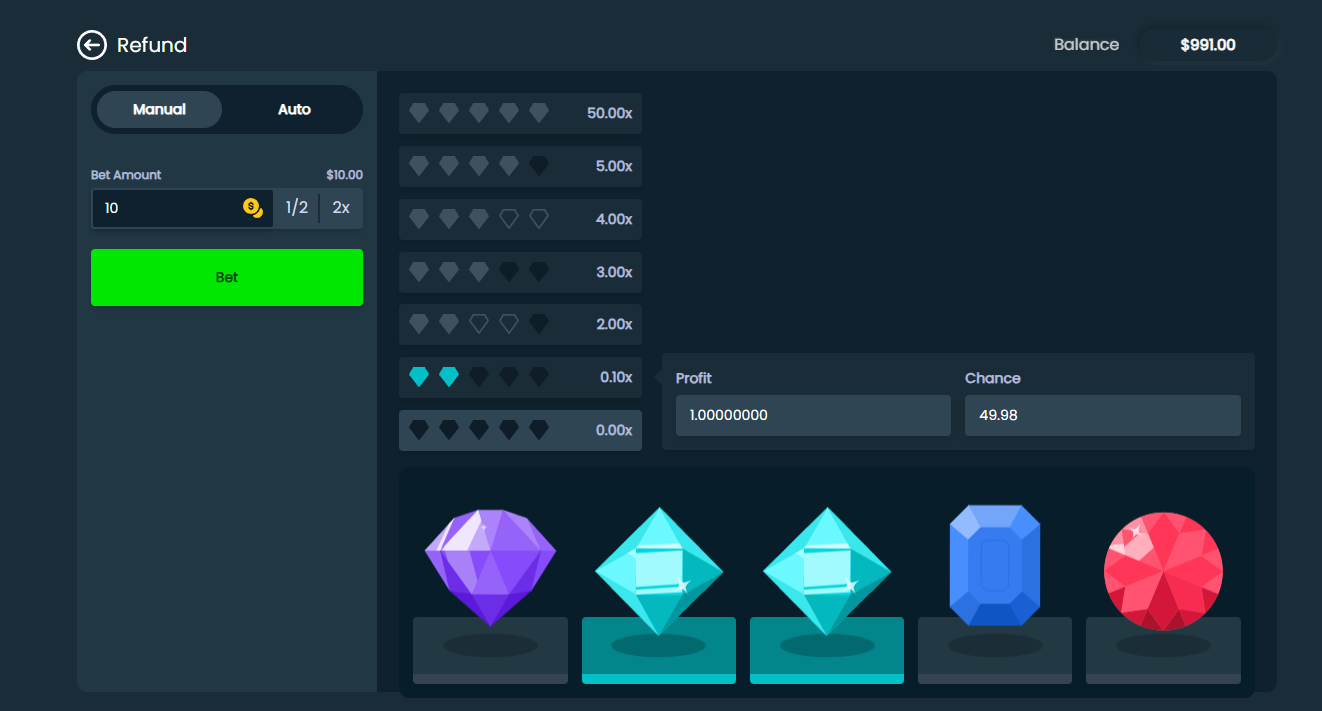 Refund
Balance $991.00
Manual Auto
Bet Amount $10.00
10 1/2 2x
Bet
50.00x
5.00x
4.00x
3.00x
2.00x
0.10x
0.00x
Profit Chance
1.00000000 49.98